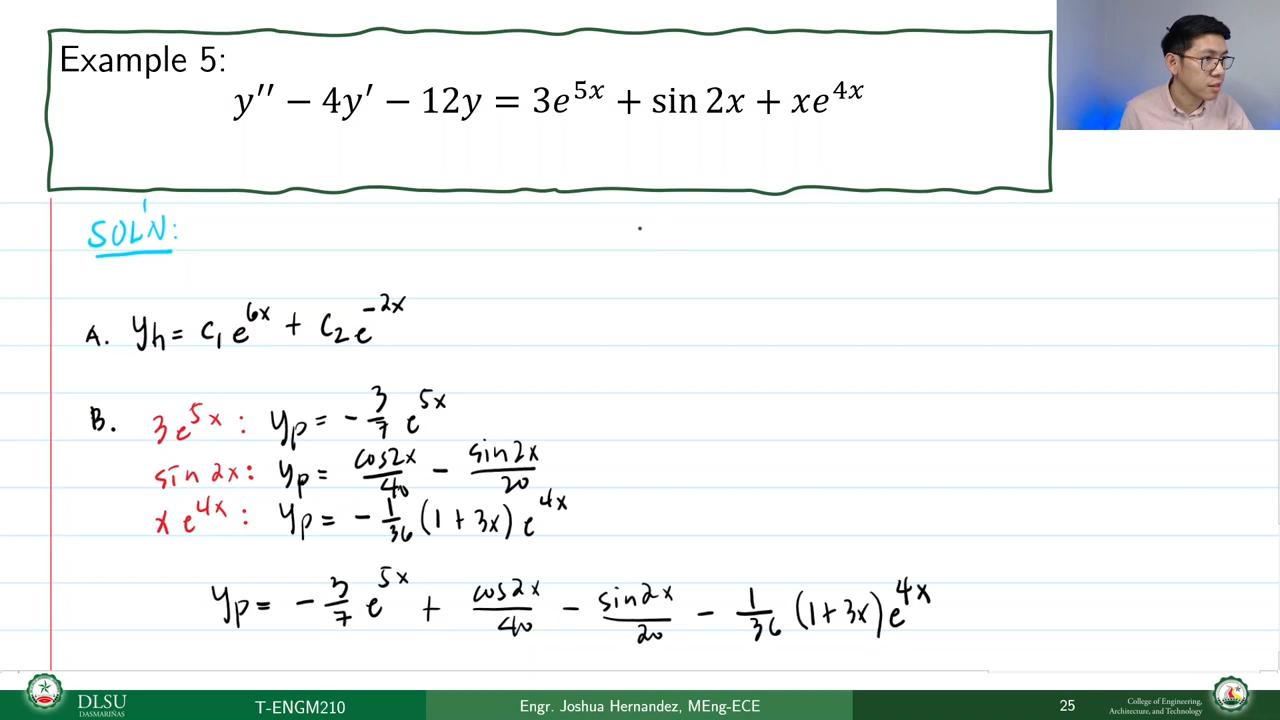 Example 5:
y′′ − 4y′ − 12y = 3e^{5x} + sin 2x + xe^{4x}
SOL'N:
A. y_h = c_1 e^{6x} + c_2 e^{-2x}
B. 3e^{5x} : y_p = - 3/7 e^{5x}
sin 2x : y_p = cos2x/40 - sin2x/20
x e^{4x} : y_p = - 1/36 (1 + 3x) e^{4x}
y_p = - 3/7 e^{5x} + cos2x/40 - sin2x/20 - 1/36 (1 + 3x) e^{4x}
DLSU
DASMARIÑAS
T-ENGM210
Engr. Joshua Hernandez, MEng-ECE
25
College of Engineering,
Architecture, and Technology